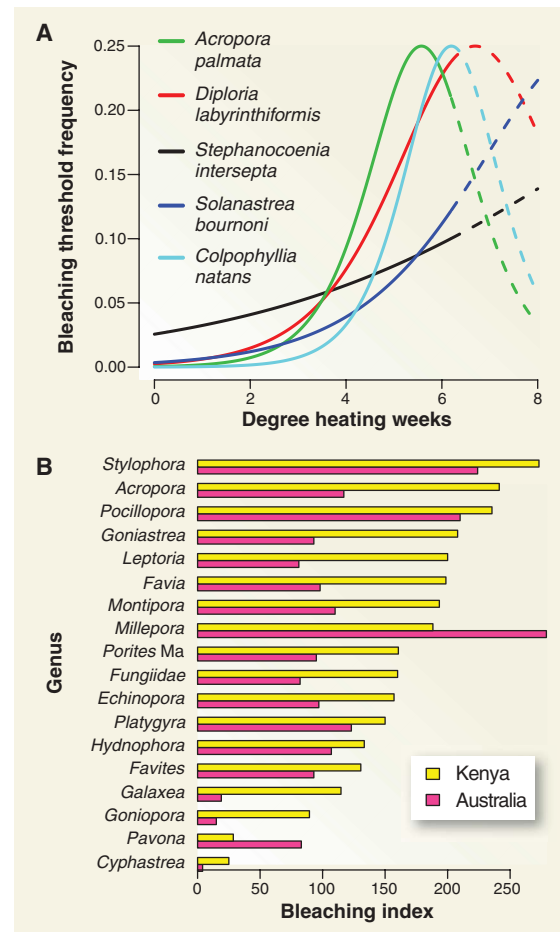 A
Bleaching threshold frequency
0.25
0.20
0.15
0.10
0.05
0.00
Acropora
palmata
Diploria
labyrinthiformis
Stephanocoenia
intersepta
Solanastrea
bournoni
Colpophyllia
natans
0 2 4 6 8
Degree heating weeks
B
Genus
Stylophora
Acropora
Pocillopora
Goniastrea
Leptoria
Favia
Montipora
Millepora
Porites Ma
Fungiidae
Echinopora
Platygyra
Hydnophora
Favites
Galaxea
Goniopora
Pavona
Cyphastrea
Kenya
Australia
0 50 100 150 200 250
Bleaching index